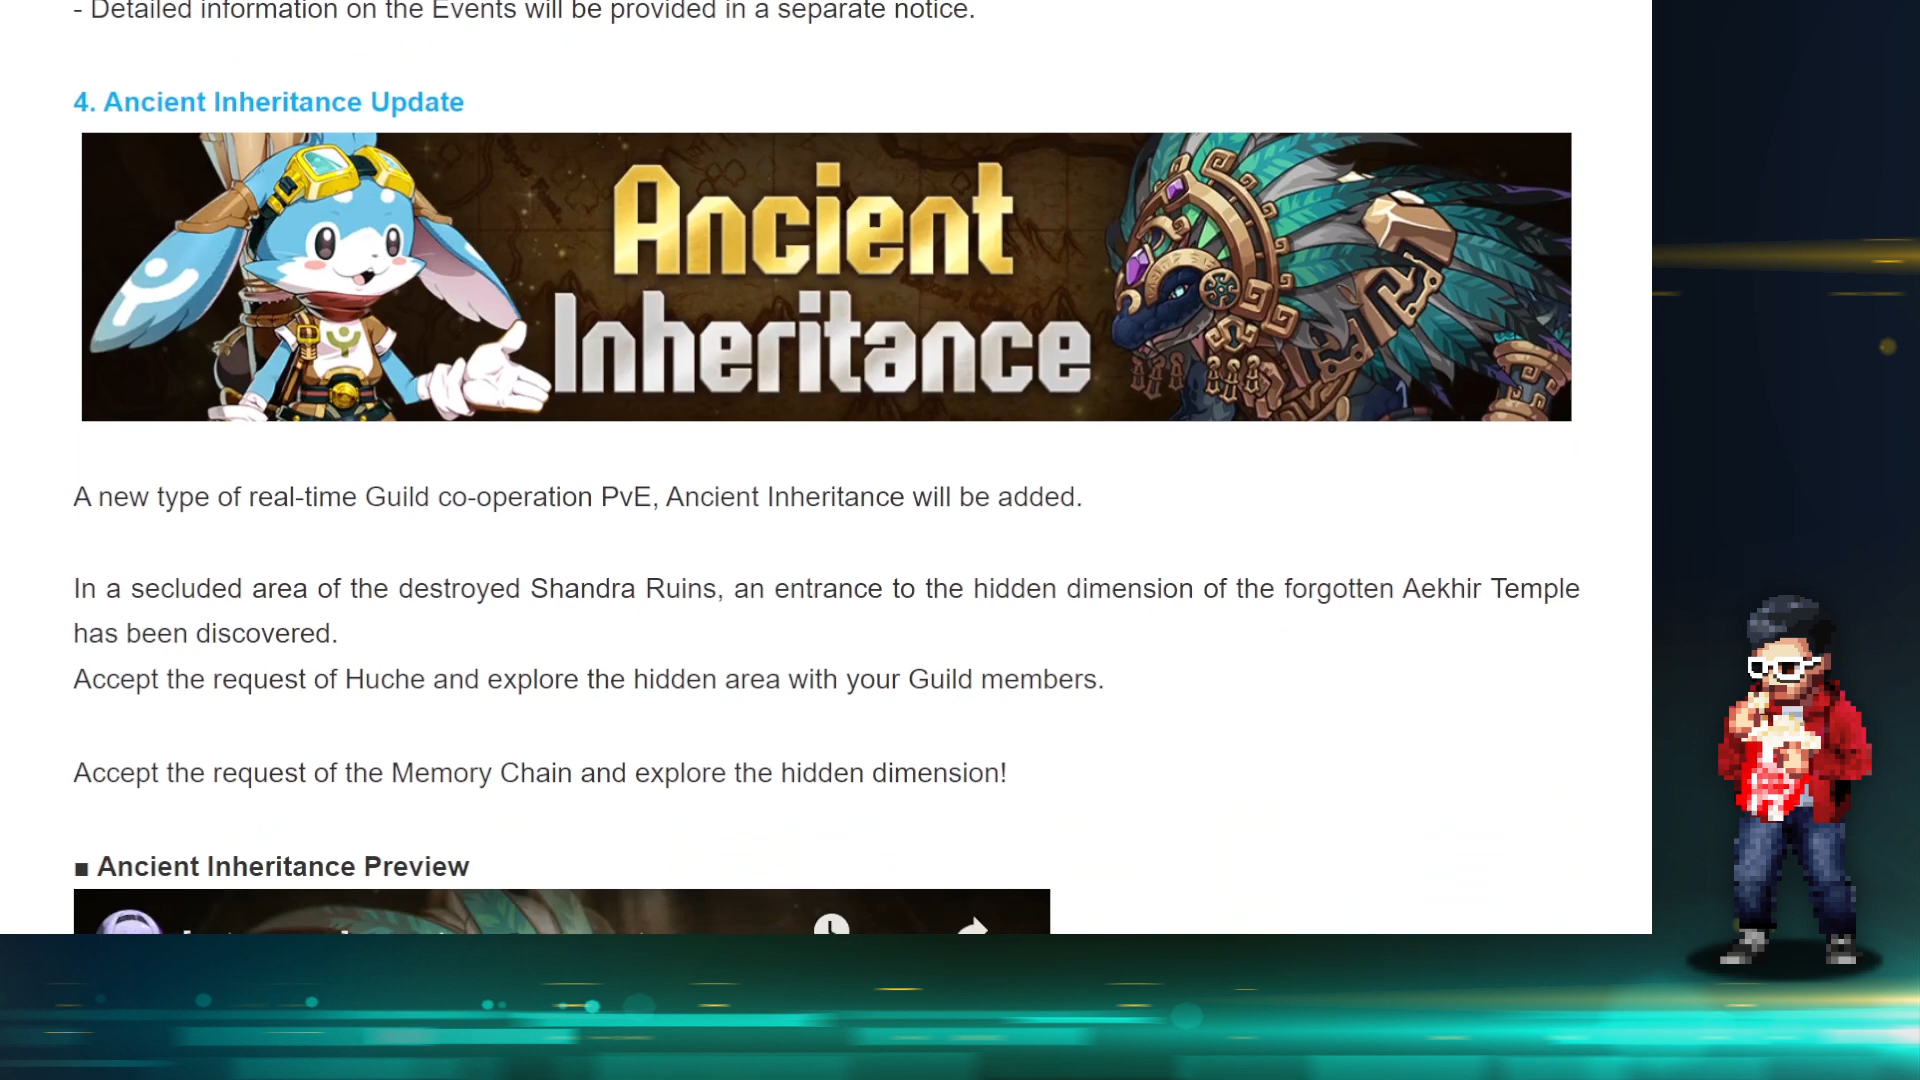 - Detailed information on the Events will be provided in a separate notice.
4. Ancient Inheritance Update
Ancient
Inheritance
A new type of real-time Guild co-operation PvE, Ancient Inheritance will be added.
In a secluded area of the destroyed Shandra Ruins, an entrance to the hidden dimension of the forgotten Aekhir Temple
has been discovered.
Accept the request of Huche and explore the hidden area with your Guild members.
Accept the request of the Memory Chain and explore the hidden dimension!
■ Ancient Inheritance Preview